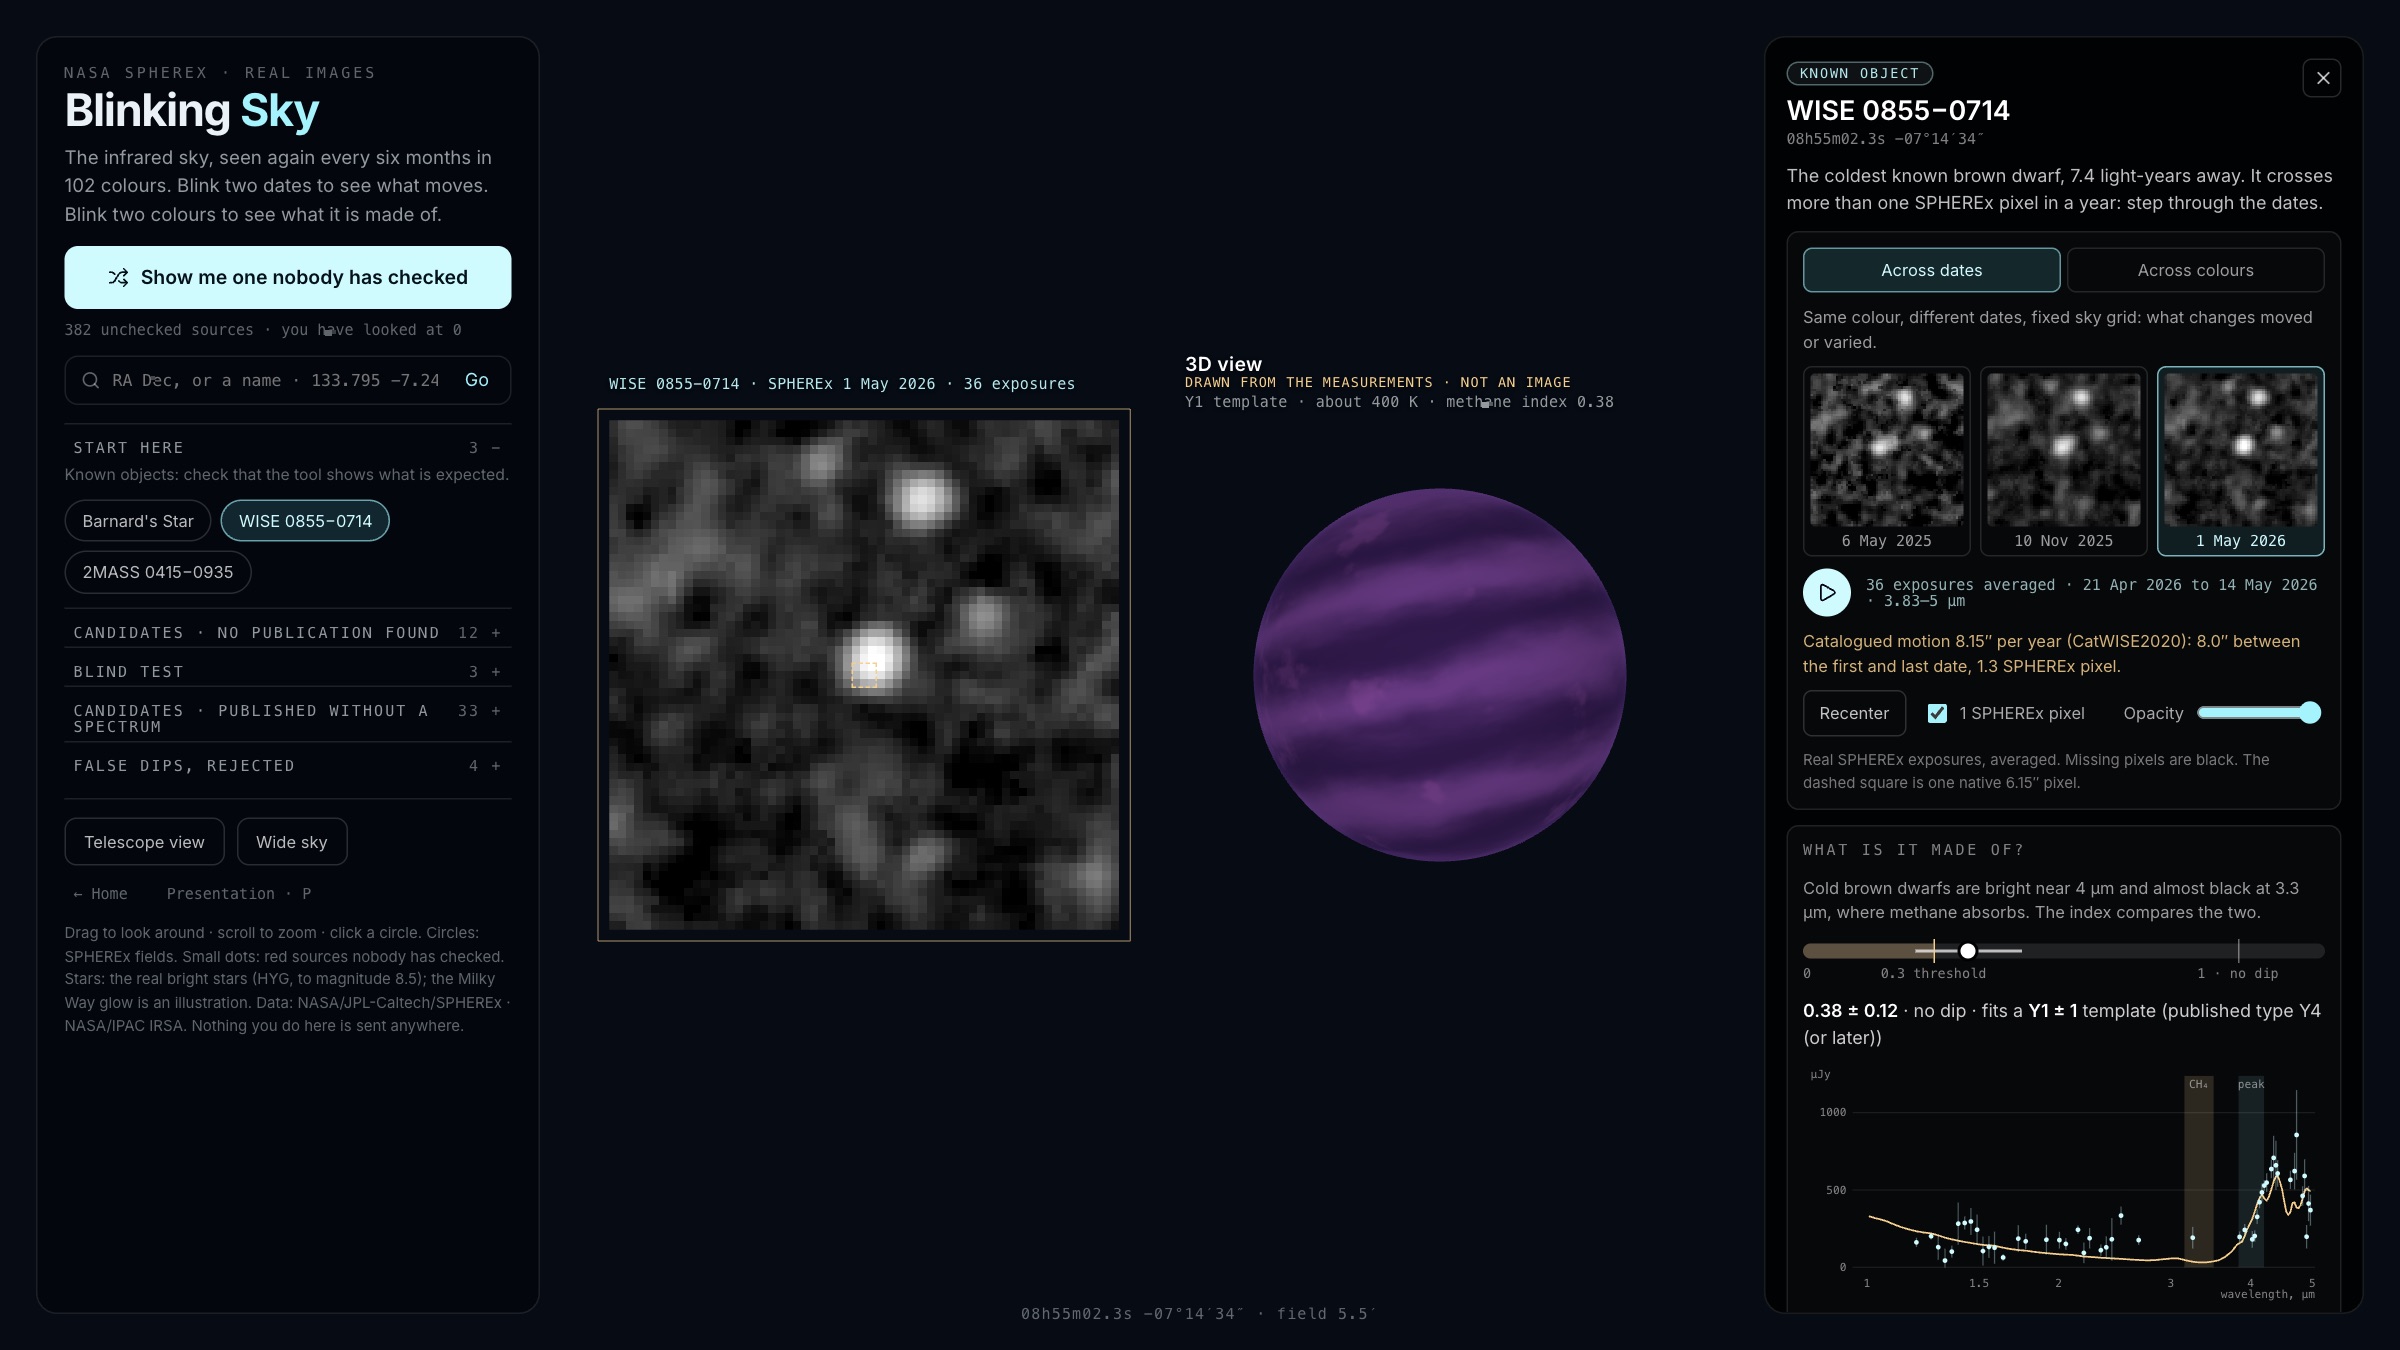 NASA SPHEREX · REAL IMAGES
Blinking Sky
The infrared sky, seen again every six months in
102 colours. Blink two dates to see what moves.
Blink two colours to see what it is made of.
Show me one nobody has checked
382 unchecked sources · you have looked at 0
RA Dec, or a name · 133.795 -7.24
Go
START HERE 3 −
Known objects: check that the tool shows what is expected.
Barnard's Star
WISE 0855−0714
2MASS 0415−0935
CANDIDATES · NO PUBLICATION FOUND 12 +
BLIND TEST 3 +
CANDIDATES · PUBLISHED WITHOUT A 33 +
SPECTRUM
FALSE DIPS, REJECTED 4 +
Telescope view
Wide sky
← Home Presentation · P
Drag to look around · scroll to zoom · click a circle. Circles:
SPHEREx fields. Small dots: red sources nobody has checked.
Stars: the real bright stars (HYG, to magnitude 8.5); the Milky
Way glow is an illustration. Data: NASA/JPL-Caltech/SPHEREx ·
NASA/IPAC IRSA. Nothing you do here is sent anywhere.
WISE 0855-0714 · SPHEREx 1 May 2026 · 36 exposures
3D view
DRAWN FROM THE MEASUREMENTS · NOT AN IMAGE
Y1 template · about 400 K · methane index 0.38
08h55m02.3s −07°14′34″ · field 5.5′
KNOWN OBJECT
WISE 0855−0714
08h55m02.3s −07°14′34″
The coldest known brown dwarf, 7.4 light-years away. It crosses
more than one SPHEREx pixel in a year: step through the dates.
Across dates
Across colours
Same colour, different dates, fixed sky grid: what changes moved
or varied.
6 May 2025
10 Nov 2025
1 May 2026
36 exposures averaged · 21 Apr 2026 to 14 May 2026
· 3.83–5 µm
Catalogued motion 8.15″ per year (CatWISE2020): 8.0″ between
the first and last date, 1.3 SPHEREx pixel.
Recenter
1 SPHEREx pixel
Opacity
Real SPHEREx exposures, averaged. Missing pixels are black. The
dashed square is one native 6.15″ pixel.
WHAT IS IT MADE OF?
Cold brown dwarfs are bright near 4 µm and almost black at 3.3
µm, where methane absorbs. The index compares the two.
0 0.3 threshold 1 · no dip
0.38 ± 0.12 · no dip · fits a Y1 ± 1 template (published type Y4
(or later))
µJy
CH₄ peak
1000
500
0
1 1.5 2 3 4 5
wavelength, µm